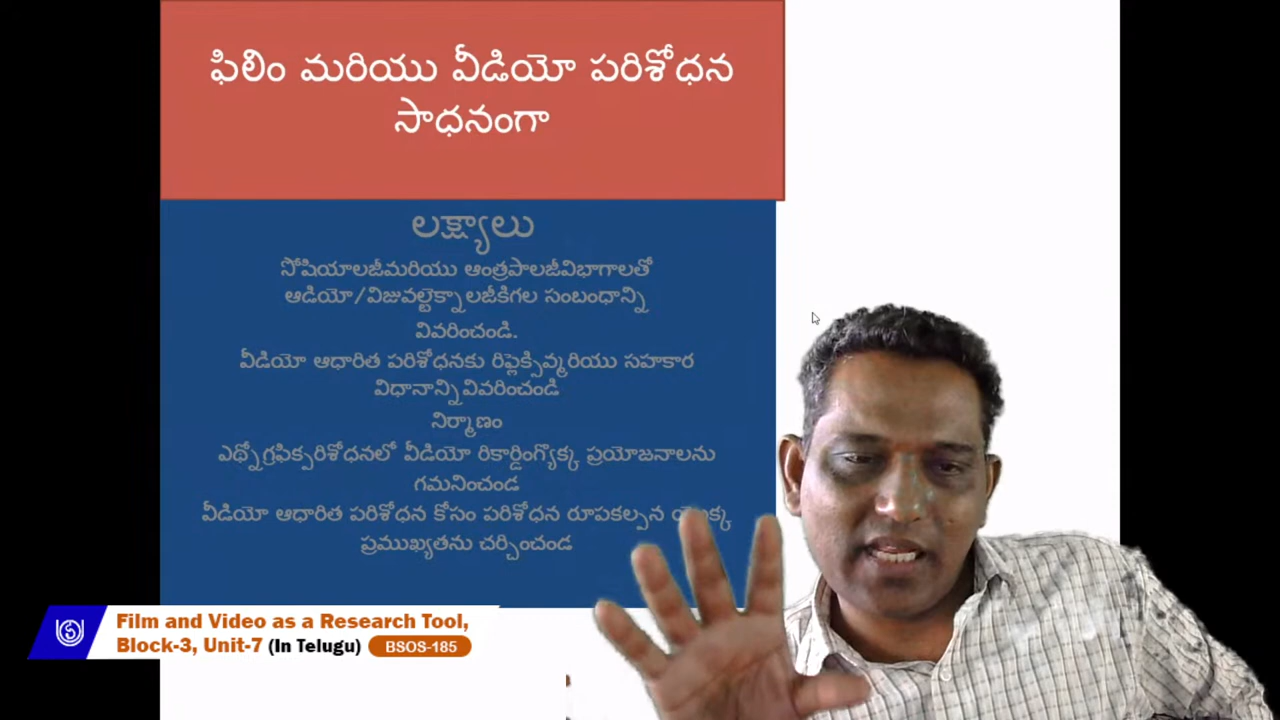 ఫిలిం మరియు వీడియో పరిశోధన
సాధనంగా
లక్ష్యాలు
సోషియాలజీమరియు ఆంత్రపాలజీవిభాగాలతో
ఆడియో/విజువల్టెక్నాలజీకిగల సంబంధాన్ని
వివరించండి.
వీడియో ఆధారిత పరిశోధనకు రిఫ్లెక్సివ్మరియు సహకార
విధానాన్నివివరించండి
నిర్మాణం
ఎథ్నోగ్రఫిక్పరిశోధనలో వీడియో రికార్డింగ్యొక్క ప్రయోజనాలను
గమనించండ
వీడియో ఆధారిత పరిశోధన కోసం పరిశోధన రూపకల్పన యొక్క
ప్రముఖ్యతను చర్చించండ
Film and Video as a Research Tool,
Block-3, Unit-7 (In Telugu) BSOS-185